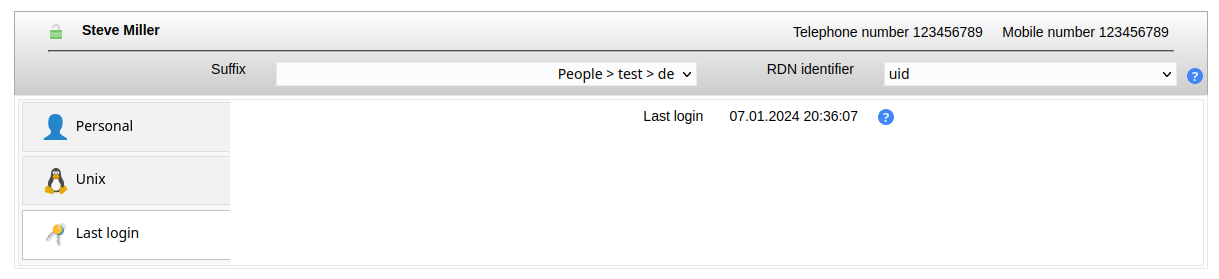 Steve Miller
Telephone number 123456789 Mobile number 123456789
Suffix People > test > de RDN identifier uid ?
Personal
Last login 07.01.2024 20:36:07 ?
Unix
Last login